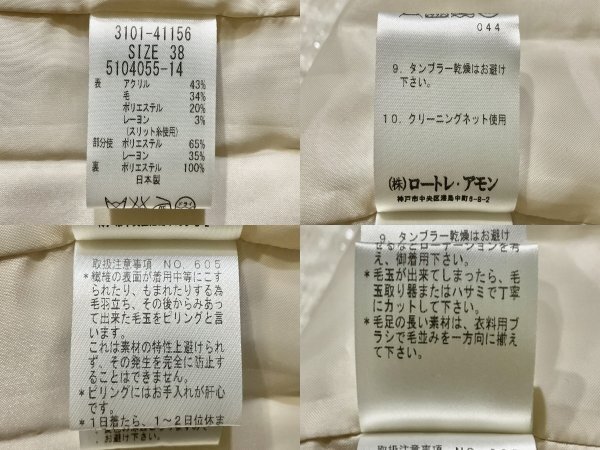 3101-41156
SIZE 38
5104055-14
表 アクリル 43%
毛 34%
ポリエステル 20%
レーヨン 3%
(スリット糸使用)
部分使 ポリエステル 65%
レーヨン 35%
裏 ポリエステル 100%
日本製
044
9. タンブラー乾燥はお避け
下さい。
10. クリーニングネット使用
(株)ロートレ・アモン
神戸市中央区港島中町6-8-2
取扱注意事項 NO.605
*繊維の表面が着用中等にこす
られたり、もまれたりする為
毛羽立ち、その後からみあっ
て出来た毛玉をピリングと言
います。
これは素材の特性上避けられ
ず、その発生を完全に防止す
ることはできません。
*ピリングにはお手入れが肝心
です。
*1日着たら、1～2日位休ま
お避け下さい。
9. タンブラー乾燥はお避け
え、御着用下さい。
*毛玉が出来てしまったら、毛
玉取り器またはハサミで丁寧
にカットして下さい。
*毛足の長い素材は、衣料用ブ
ラシで毛並みを一方向に揃え
て下さい。
取扱注意事項 NO.605